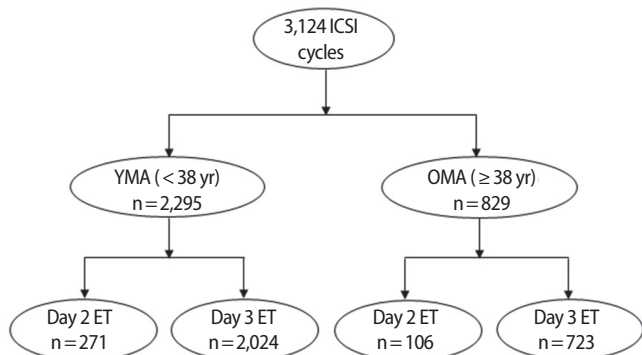 3,124 ICSI
cycles
YMA (< 38 yr)
n=2,295
OMA (≥ 38 yr)
n=829
Day 2 ET
n=271
Day 3 ET
n=2,024
Day 2 ET
n=106
Day 3 ET
n=723